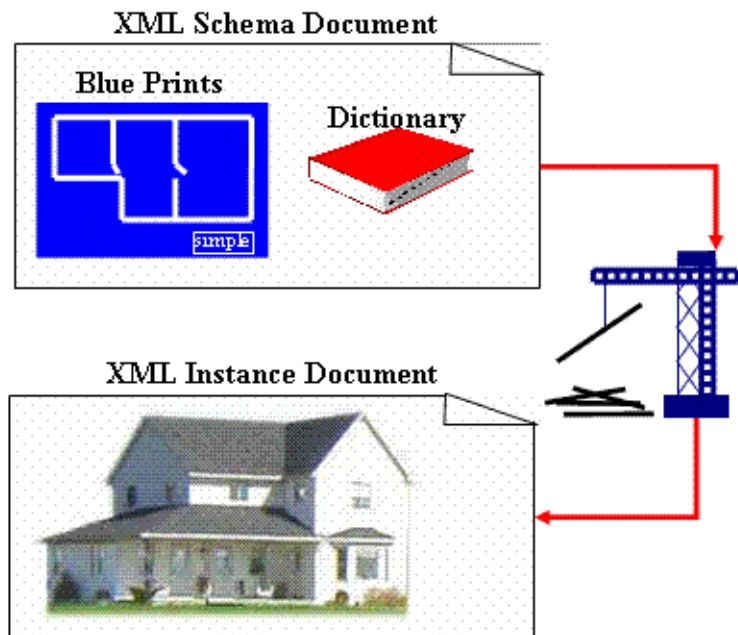 XML Schema Document
Blue Prints
Dictionary
simple
XML Instance Document